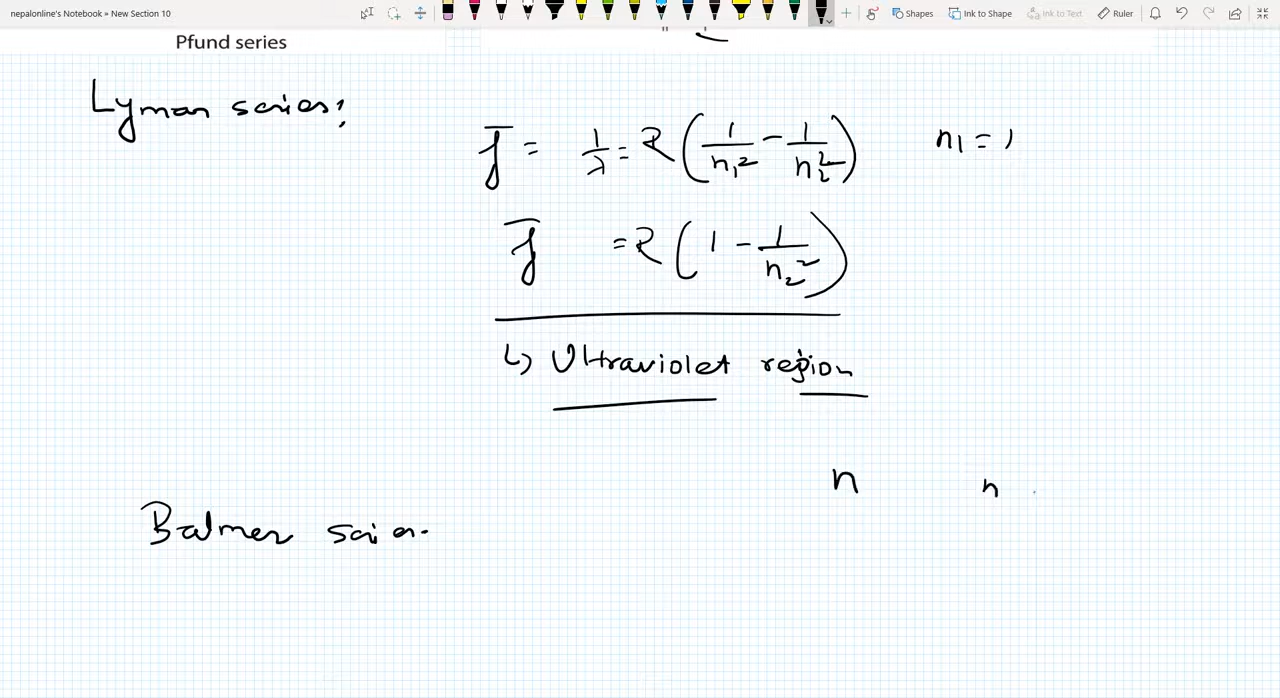 nepalonline's Notebook » New Section 10
Shapes Ink to Shape Ink to Text Ruler
Pfund series
Lyman series:
f̅ = 1/λ = R (1/n₁² − 1/n₂²) n₁ = 1
f̅ = R (1 − 1/n₂²)
↳ Ultraviolet region
n n
Balmer